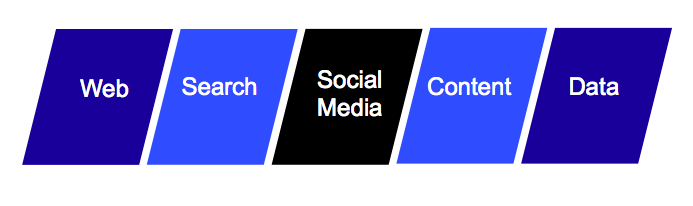 Web
Search
Social
Media
Content
Data